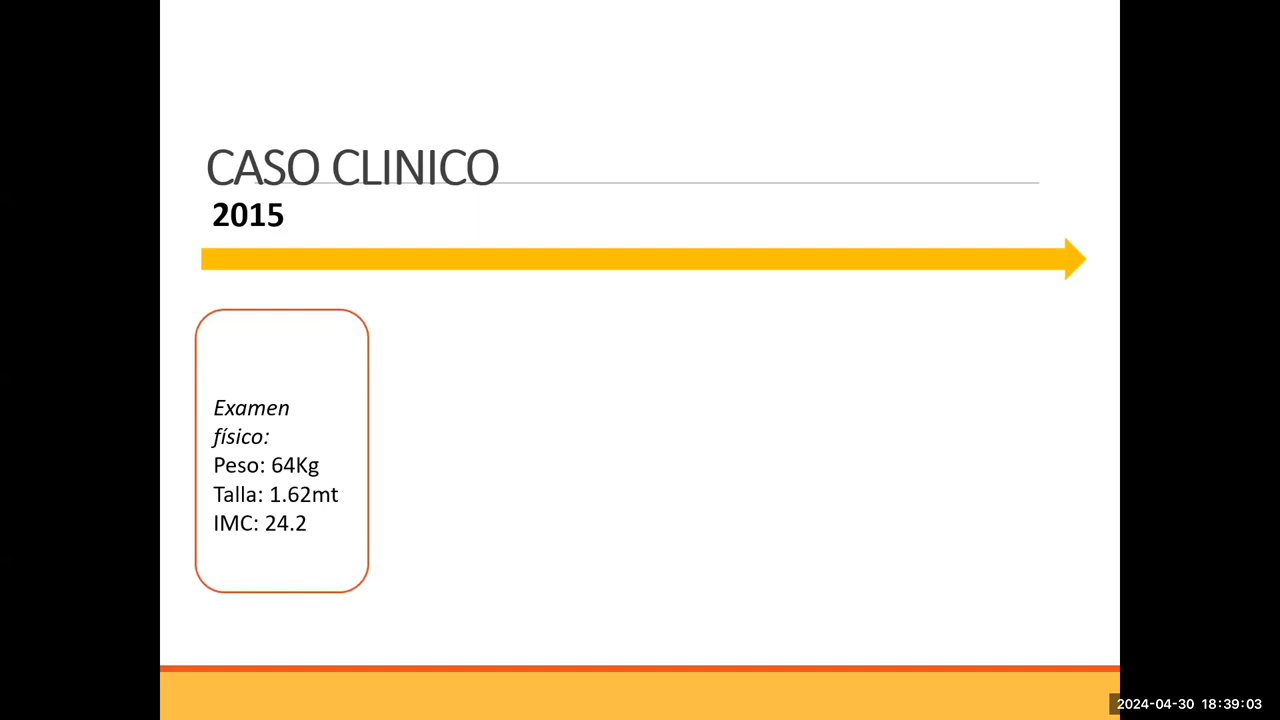 CASO CLINICO
2015
Examen
físico:
Peso: 64Kg
Talla: 1.62mt
IMC: 24.2
2024-04-30 18:39:03